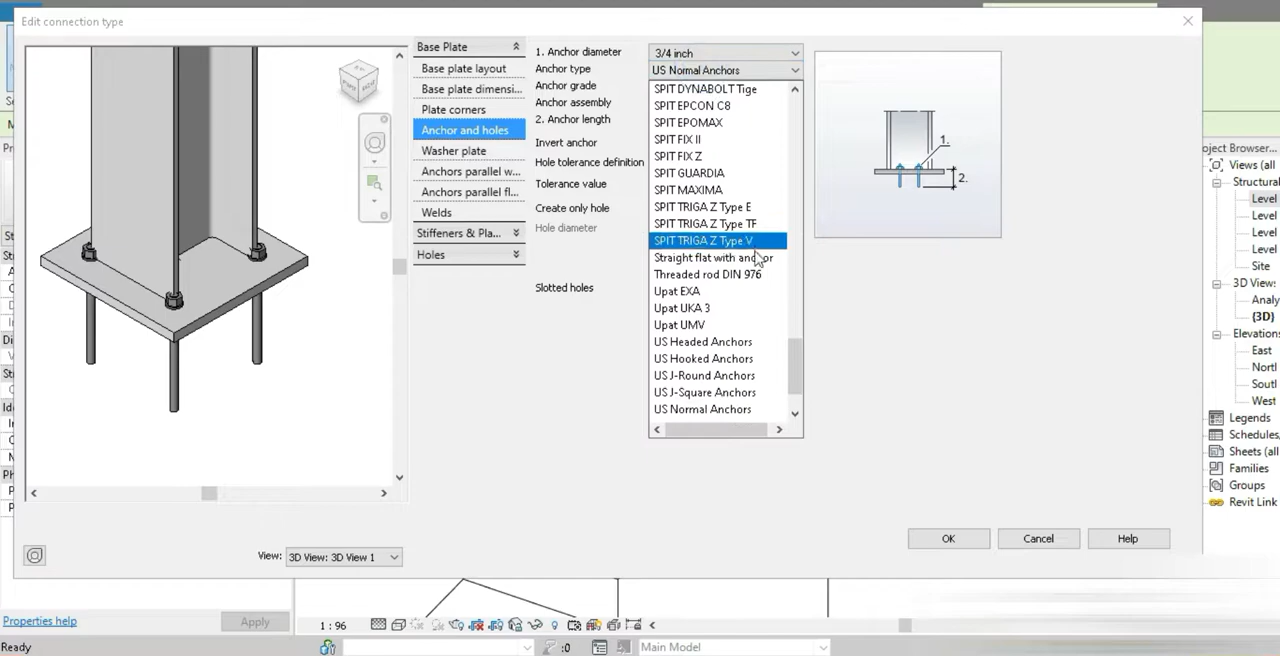 Edit connection type
Base Plate
Base plate layout
Base plate dimensi...
Plate corners
Anchor and holes
Washer plate
Anchors parallel w...
Anchors parallel fl...
Welds
Stiffeners & Pla...
Holes
1. Anchor diameter
Anchor type
Anchor grade
Anchor assembly
2. Anchor length
Invert anchor
Hole tolerance definition
Tolerance value
Create only hole
Hole diameter
Slotted holes
3/4 inch
US Normal Anchors
SPIT DYNABOLT Tige
SPIT EPCON C8
SPIT EPOMAX
SPIT FIX II
SPIT FIX Z
SPIT GUARDIA
SPIT MAXIMA
SPIT TRIGA Z Type E
SPIT TRIGA Z Type TF
SPIT TRIGA Z Type V
Straight flat with anchor
Threaded rod DIN 976
Upat EXA
Upat UKA 3
Upat UMV
US Headed Anchors
US Hooked Anchors
US J-Round Anchors
US J-Square Anchors
US Normal Anchors
1.
2.
View: 3D View: 3D View 1
OK
Cancel
Help
oject Browser...
Views (all
Structural
Level
Level
Level
Level
Site
3D View:
Analy
{3D}
Elevations
East
Nortl
Soutl
West
Legends
Schedules,
Sheets (all
Families
Groups
Revit Link
Properties help
Apply
1 : 96
Ready
:0
Main Model